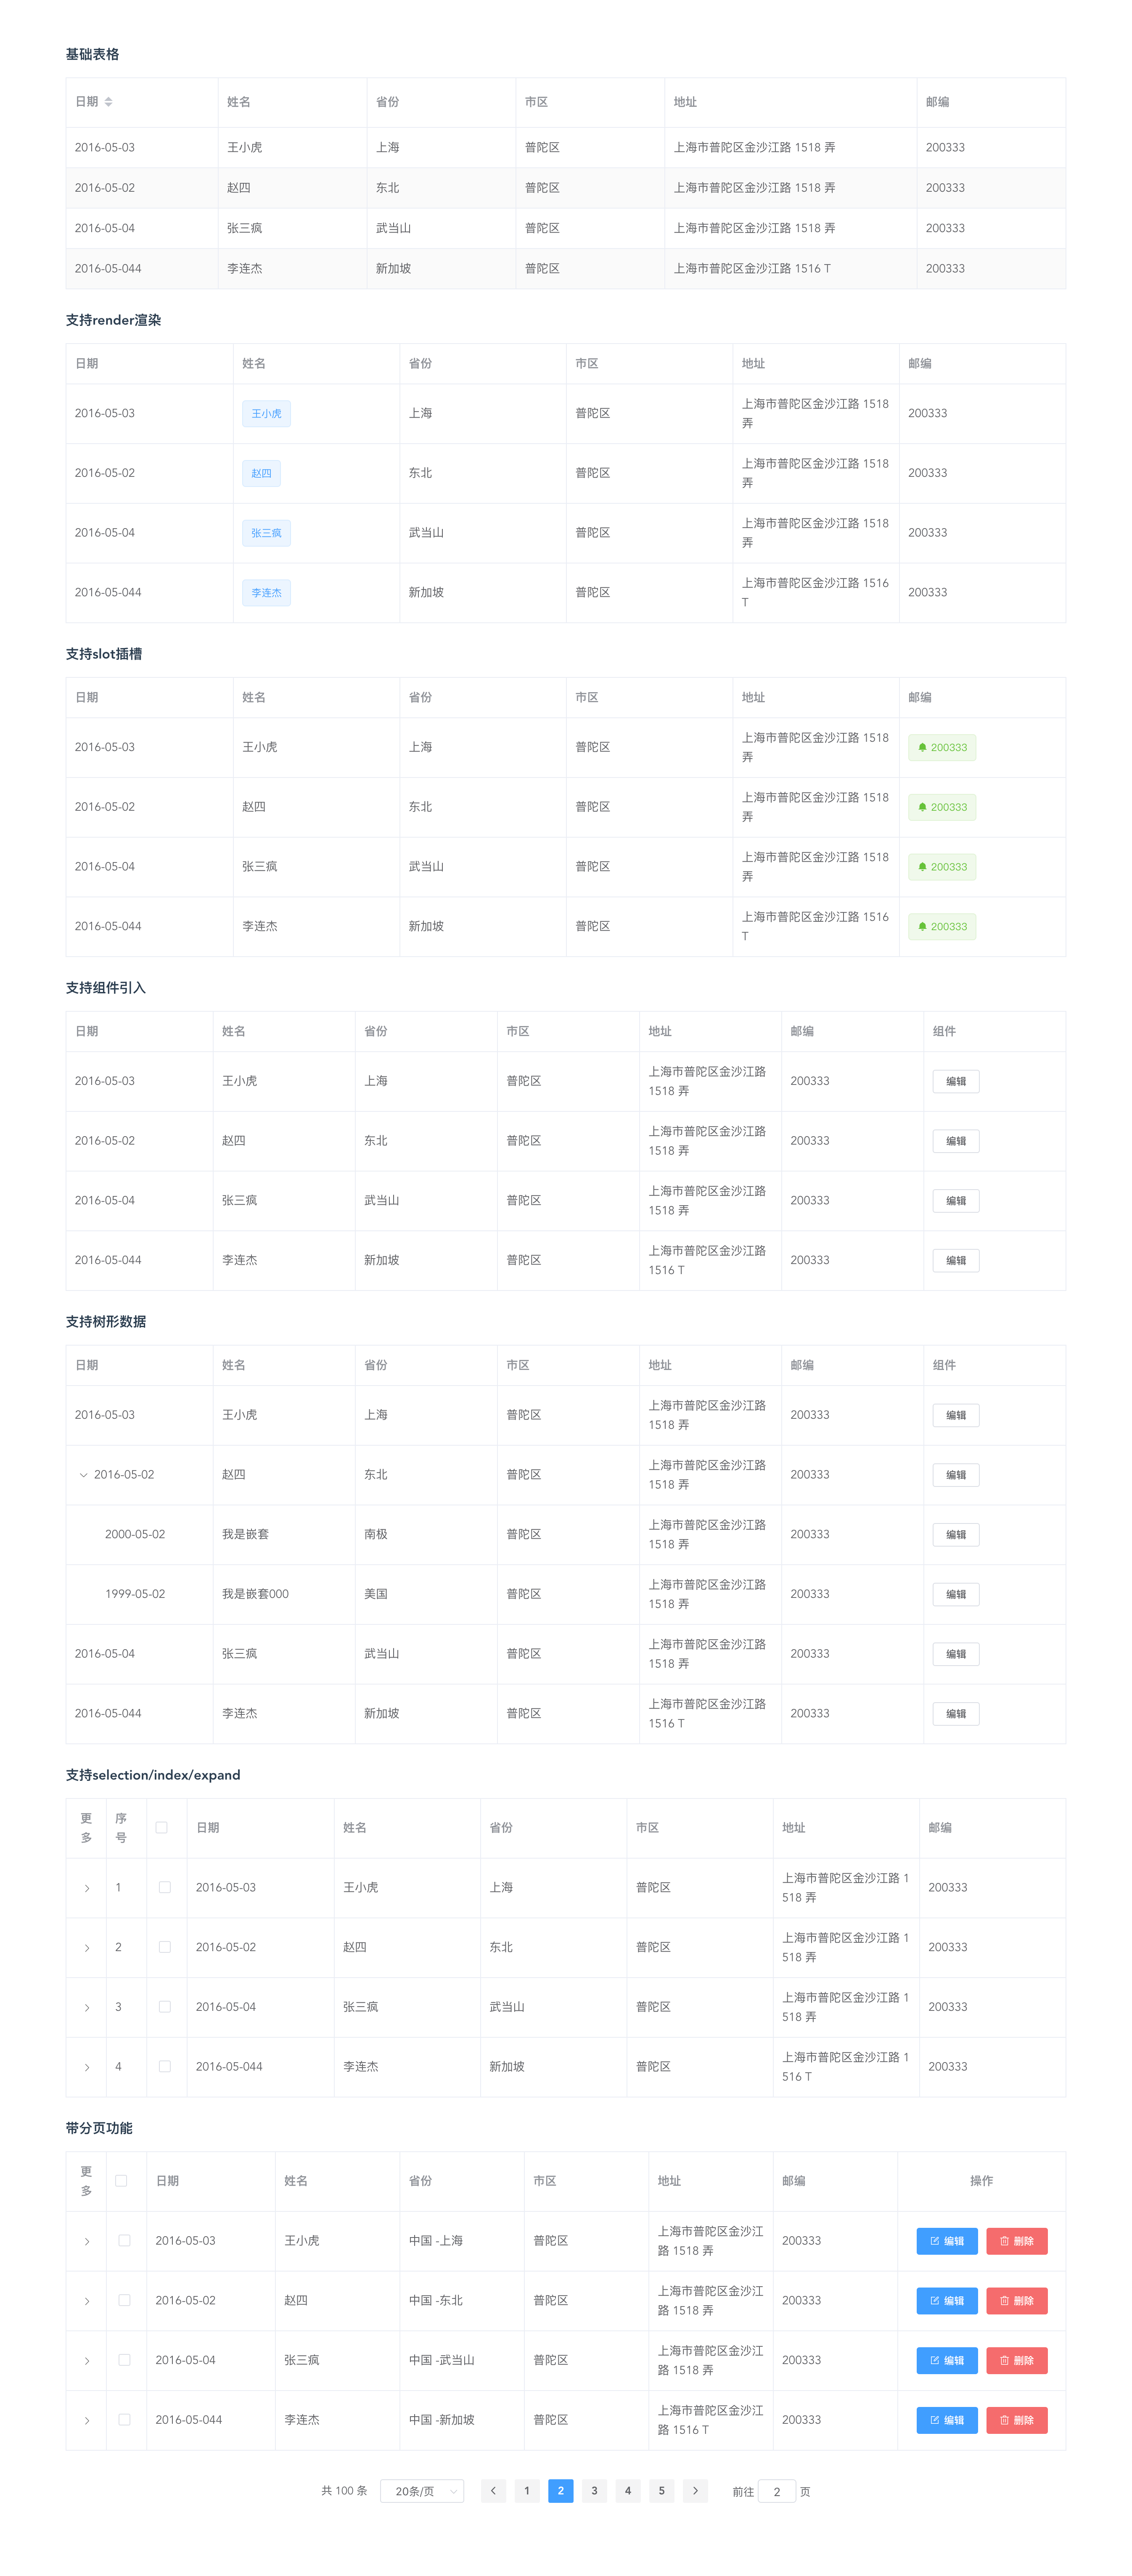 基础表格
日期 姓名 省份 市区 地址 邮编
2016-05-03 王小虎 上海 普陀区 上海市普陀区金沙江路 1518 弄 200333
2016-05-02 赵四 东北 普陀区 上海市普陀区金沙江路 1518 弄 200333
2016-05-04 张三疯 武当山 普陀区 上海市普陀区金沙江路 1518 弄 200333
2016-05-044 李连杰 新加坡 普陀区 上海市普陀区金沙江路 1516 T 200333
支持render渲染
日期 姓名 省份 市区 地址 邮编
2016-05-03 王小虎 上海 普陀区 上海市普陀区金沙江路 1518 200333
弄
2016-05-02 赵四 东北 普陀区 上海市普陀区金沙江路 1518 200333
弄
2016-05-04 张三疯 武当山 普陀区 上海市普陀区金沙江路 1518 200333
弄
2016-05-044 李连杰 新加坡 普陀区 上海市普陀区金沙江路 1516 200333
T
支持slot插槽
日期 姓名 省份 市区 地址 邮编
2016-05-03 王小虎 上海 普陀区 上海市普陀区金沙江路 1518 200333
弄
2016-05-02 赵四 东北 普陀区 上海市普陀区金沙江路 1518 200333
弄
2016-05-04 张三疯 武当山 普陀区 上海市普陀区金沙江路 1518 200333
弄
2016-05-044 李连杰 新加坡 普陀区 上海市普陀区金沙江路 1516 200333
T
支持组件引入
日期 姓名 省份 市区 地址 邮编 组件
2016-05-03 王小虎 上海 普陀区 上海市普陀区金沙江路 200333 编辑
1518 弄
2016-05-02 赵四 东北 普陀区 上海市普陀区金沙江路 200333 编辑
1518 弄
2016-05-04 张三疯 武当山 普陀区 上海市普陀区金沙江路 200333 编辑
1518 弄
2016-05-044 李连杰 新加坡 普陀区 上海市普陀区金沙江路 200333 编辑
1516 T
支持树形数据
日期 姓名 省份 市区 地址 邮编 组件
2016-05-03 王小虎 上海 普陀区 上海市普陀区金沙江路 200333 编辑
1518 弄
2016-05-02 赵四 东北 普陀区 上海市普陀区金沙江路 200333 编辑
1518 弄
2000-05-02 我是嵌套 南极 普陀区 上海市普陀区金沙江路 200333 编辑
1518 弄
1999-05-02 我是嵌套000 美国 普陀区 上海市普陀区金沙江路 200333 编辑
1518 弄
2016-05-04 张三疯 武当山 普陀区 上海市普陀区金沙江路 200333 编辑
1518 弄
2016-05-044 李连杰 新加坡 普陀区 上海市普陀区金沙江路 200333 编辑
1516 T
支持selection/index/expand
更多 序号 日期 姓名 省份 市区 地址 邮编
1 2016-05-03 王小虎 上海 普陀区 上海市普陀区金沙江路 1 200333
518 弄
2 2016-05-02 赵四 东北 普陀区 上海市普陀区金沙江路 1 200333
518 弄
3 2016-05-04 张三疯 武当山 普陀区 上海市普陀区金沙江路 1 200333
518 弄
4 2016-05-044 李连杰 新加坡 普陀区 上海市普陀区金沙江路 1 200333
516 T
带分页功能
更多 日期 姓名 省份 市区 地址 邮编 操作
2016-05-03 王小虎 中国 -上海 普陀区 上海市普陀区金沙江 200333 编辑 删除
路 1518 弄
2016-05-02 赵四 中国 -东北 普陀区 上海市普陀区金沙江 200333 编辑 删除
路 1518 弄
2016-05-04 张三疯 中国 -武当山 普陀区 上海市普陀区金沙江 200333 编辑 删除
路 1518 弄
2016-05-044 李连杰 中国 -新加坡 普陀区 上海市普陀区金沙江 200333 编辑 删除
路 1516 T
共 100 条 20条/页 1 2 3 4 5 前往 2 页